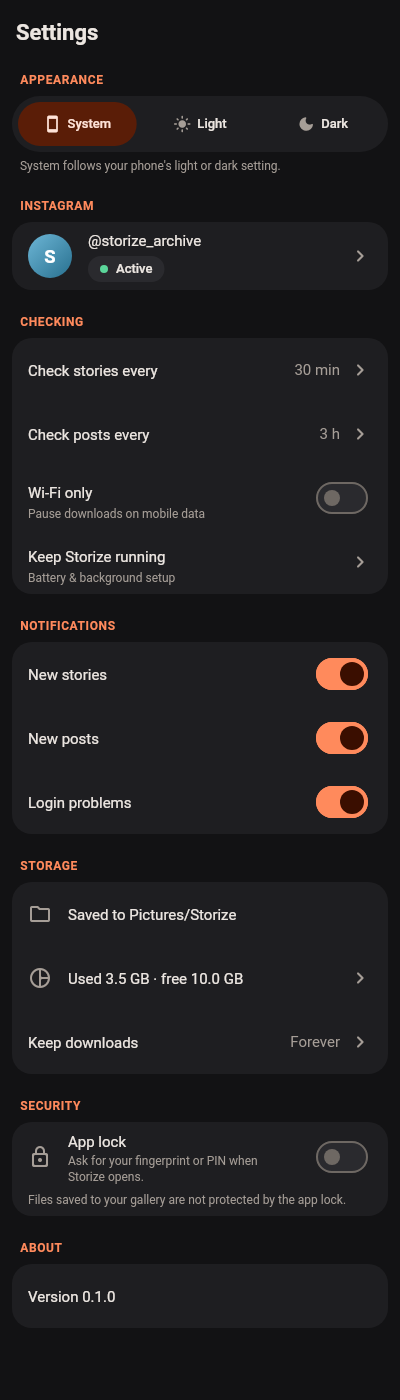 Settings
APPEARANCE
System
Light
Dark
System follows your phone's light or dark setting.
INSTAGRAM
S
@storize_archive
Active
CHECKING
Check stories every
30 min
Check posts every
3 h
Wi-Fi only
Pause downloads on mobile data
Keep Storize running
Battery & background setup
NOTIFICATIONS
New stories
New posts
Login problems
STORAGE
Saved to Pictures/Storize
Used 3.5 GB · free 10.0 GB
Keep downloads
Forever
SECURITY
App lock
Ask for your fingerprint or PIN when
Storize opens.
Files saved to your gallery are not protected by the app lock.
ABOUT
Version 0.1.0